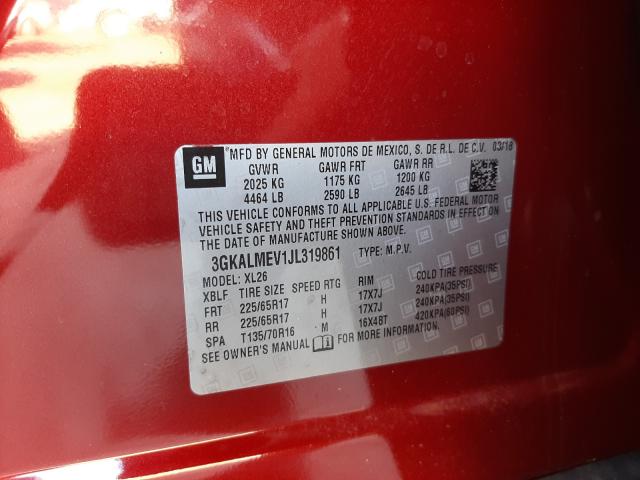 GM MFD BY GENERAL MOTORS DE MEXICO, S. DE R.L. DE C.V. 03/18
GVWR GAWR FRT GAWR RR
2025 KG 1175 KG 1200 KG
4464 LB 2590 LB 2645 LB
THIS VEHICLE CONFORMS TO ALL APPLICABLE U.S. FEDERAL MOTOR
VEHICLE SAFETY AND THEFT PREVENTION STANDARDS IN EFFECT ON
THE DATE OF MANUFACTURE SHOWN ABOVE.
3GKALMEV1JL319861 TYPE: M.P.V.
MODEL: XL26
XBLF TIRE SIZE SPEED RTG RIM COLD TIRE PRESSURE
FRT 225/65R17 H 17X7J 240KPA(35PSI)
RR 225/65R17 H 17X7J 240KPA(35PSI)
SPA T135/70R16 M 16X4BT 420KPA(60PSI)
SEE OWNER'S MANUAL FOR MORE INFORMATION.